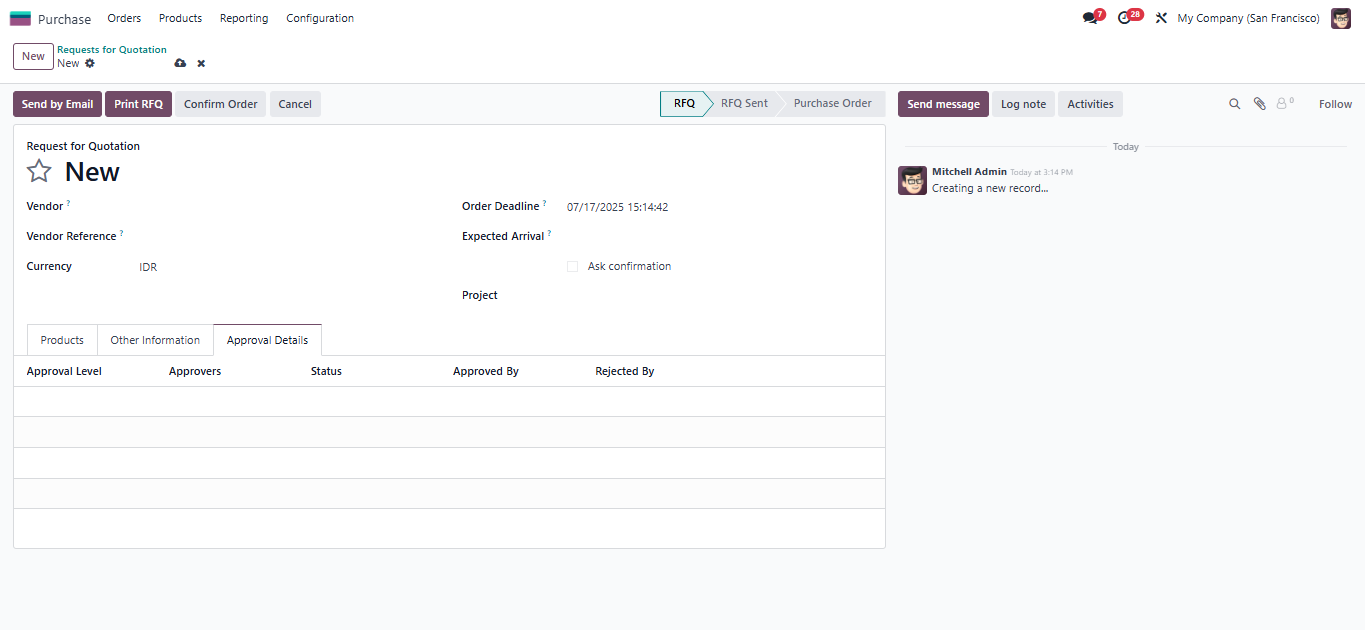 Purchase Orders Products Reporting Configuration 7 28 My Company (San Francisco)
New Requests for Quotation
New
Send by Email Print RFQ Confirm Order Cancel RFQ RFQ Sent Purchase Order Send message Log note Activities 0 Follow
Request for Quotation
New
Vendor ? Order Deadline ? 07/17/2025 15:14:42
Vendor Reference ? Expected Arrival ?
Currency IDR Ask confirmation
Project
Products Other Information Approval Details
Approval Level Approvers Status Approved By Rejected By
Today
Mitchell Admin Today at 3:14 PM
Creating a new record...